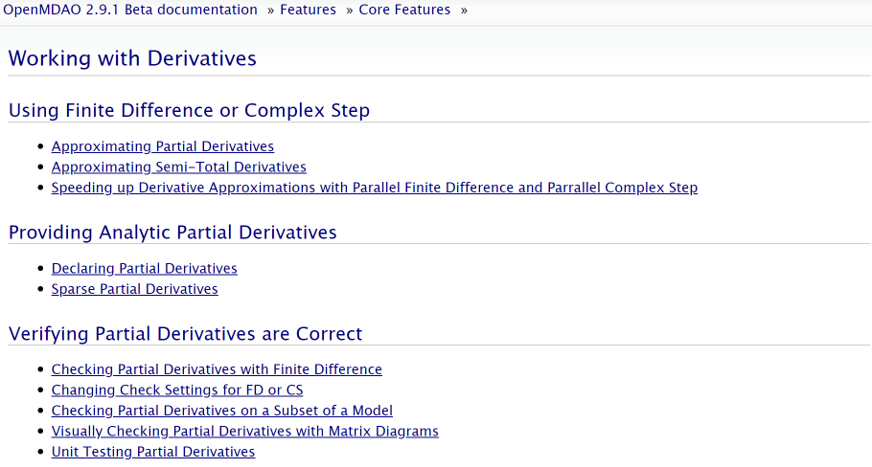 OpenMDAO 2.9.1 Beta documentation » Features » Core Features »
Working with Derivatives
Using Finite Difference or Complex Step
• Approximating Partial Derivatives
• Approximating Semi-Total Derivatives
• Speeding up Derivative Approximations with Parallel Finite Difference and Parrallel Complex Step
Providing Analytic Partial Derivatives
• Declaring Partial Derivatives
• Sparse Partial Derivatives
Verifying Partial Derivatives are Correct
• Checking Partial Derivatives with Finite Difference
• Changing Check Settings for FD or CS
• Checking Partial Derivatives on a Subset of a Model
• Visually Checking Partial Derivatives with Matrix Diagrams
• Unit Testing Partial Derivatives